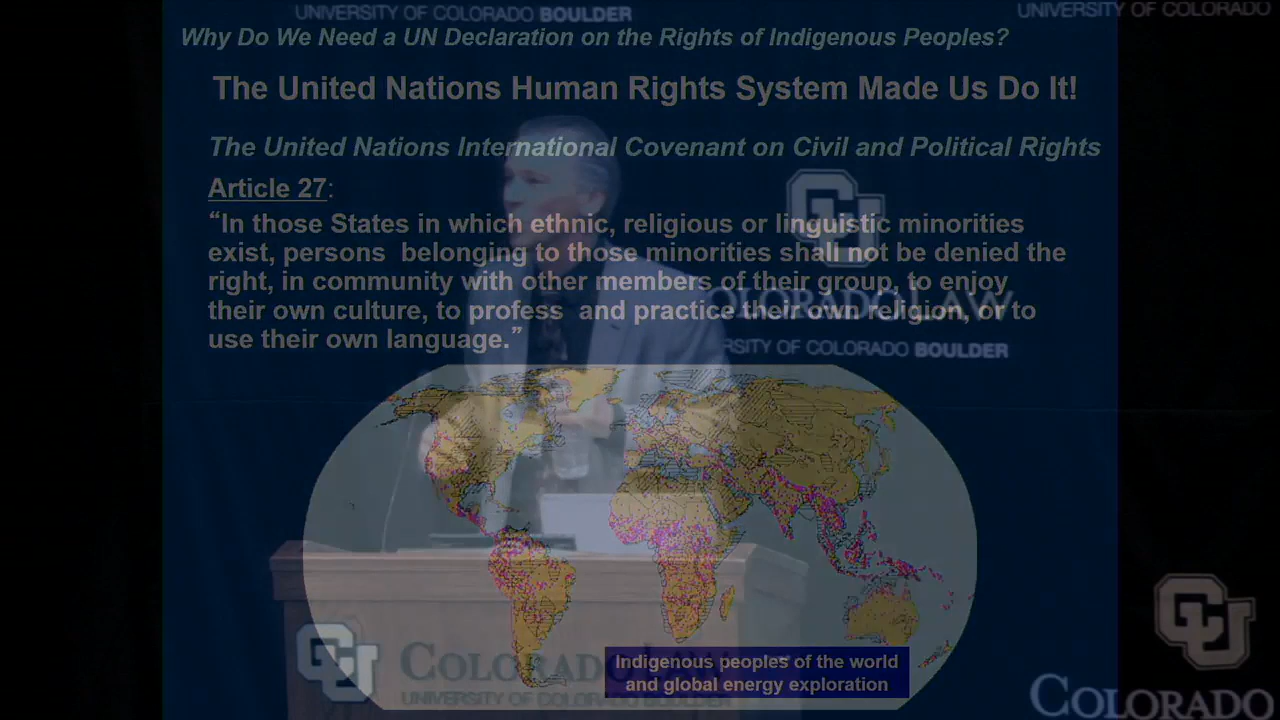 UNIVERSITY OF COLORADO BOULDER
UNIVERSITY OF COLORADO
Why Do We Need a UN Declaration on the Rights of Indigenous Peoples?
The United Nations Human Rights System Made Us Do It!
The United Nations International Covenant on Civil and Political Rights
Article 27:
“In those States in which ethnic, religious or linguistic minorities
exist, persons belonging to those minorities shall not be denied the
right, in community with other members of their group, to enjoy
their own culture, to profess and practice their own religion, or to
use their own language.”
CU
COLORADO LAW
UNIVERSITY OF COLORADO BOULDER
Indigenous peoples of the world
and global energy exploration
CU
COLORADO LAW
UNIVERSITY OF COLORADO BOULDER
CU
COLORADO